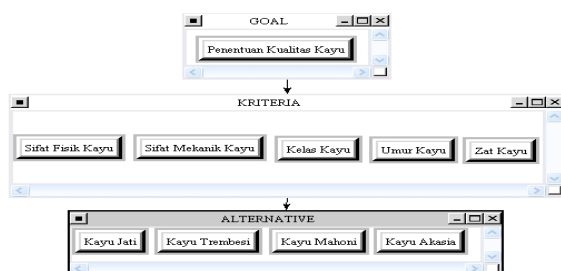 GOAL
Penentuan Kualitas Kayu
KRITERIA
Sifat Fisik Kayu Sifat Mekanik Kayu Kelas Kayu Umur Kayu Zat Kayu
ALTERNATIVE
Kayu Jati Kayu Trembesi Kayu Mahoni Kayu Akasia